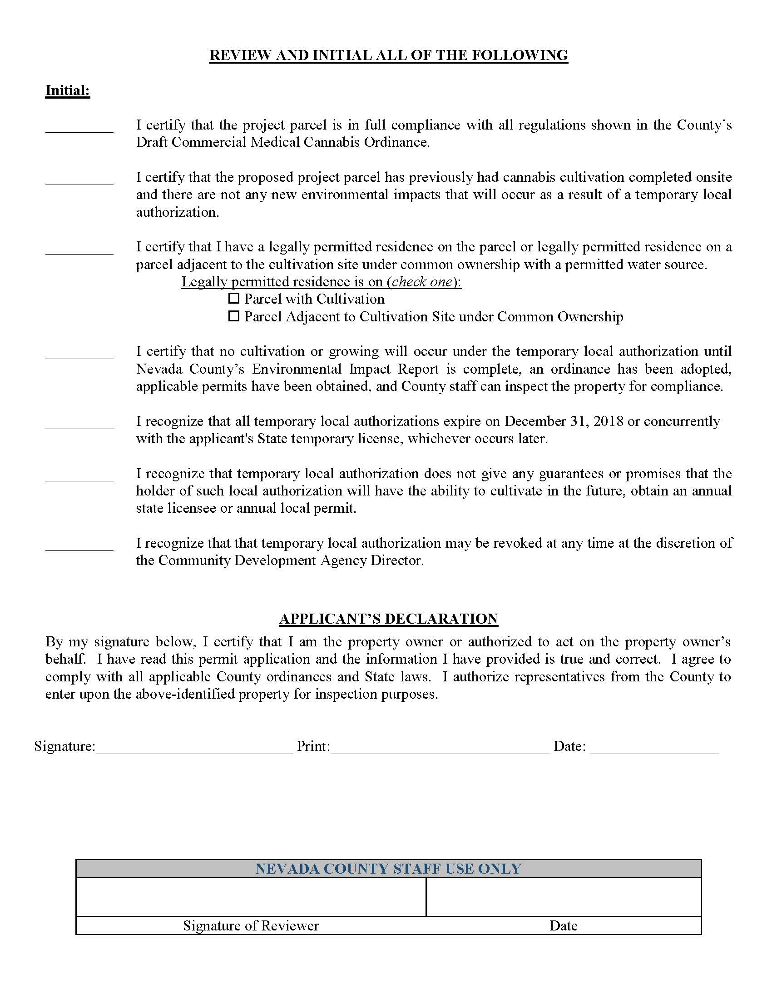 REVIEW AND INITIAL ALL OF THE FOLLOWING
Initial:
I certify that the project parcel is in full compliance with all regulations shown in the County’s
Draft Commercial Medical Cannabis Ordinance.
I certify that the proposed project parcel has previously had cannabis cultivation completed onsite
and there are not any new environmental impacts that will occur as a result of a temporary local
authorization.
I certify that I have a legally permitted residence on the parcel or legally permitted residence on a
parcel adjacent to the cultivation site under common ownership with a permitted water source.
Legally permitted residence is on (check one):
☐ Parcel with Cultivation
☐ Parcel Adjacent to Cultivation Site under Common Ownership
I certify that no cultivation or growing will occur under the temporary local authorization until
Nevada County’s Environmental Impact Report is complete, an ordinance has been adopted,
applicable permits have been obtained, and County staff can inspect the property for compliance.
I recognize that all temporary local authorizations expire on December 31, 2018 or concurrently
with the applicant's State temporary license, whichever occurs later.
I recognize that temporary local authorization does not give any guarantees or promises that the
holder of such local authorization will have the ability to cultivate in the future, obtain an annual
state licensee or annual local permit.
I recognize that that temporary local authorization may be revoked at any time at the discretion of
the Community Development Agency Director.
APPLICANT’S DECLARATION
By my signature below, I certify that I am the property owner or authorized to act on the property owner’s
behalf. I have read this permit application and the information I have provided is true and correct. I agree to
comply with all applicable County ordinances and State laws. I authorize representatives from the County to
enter upon the above-identified property for inspection purposes.
Signature:__________________________ Print:_____________________________ Date: _________________
NEVADA COUNTY STAFF USE ONLY
Signature of Reviewer Date